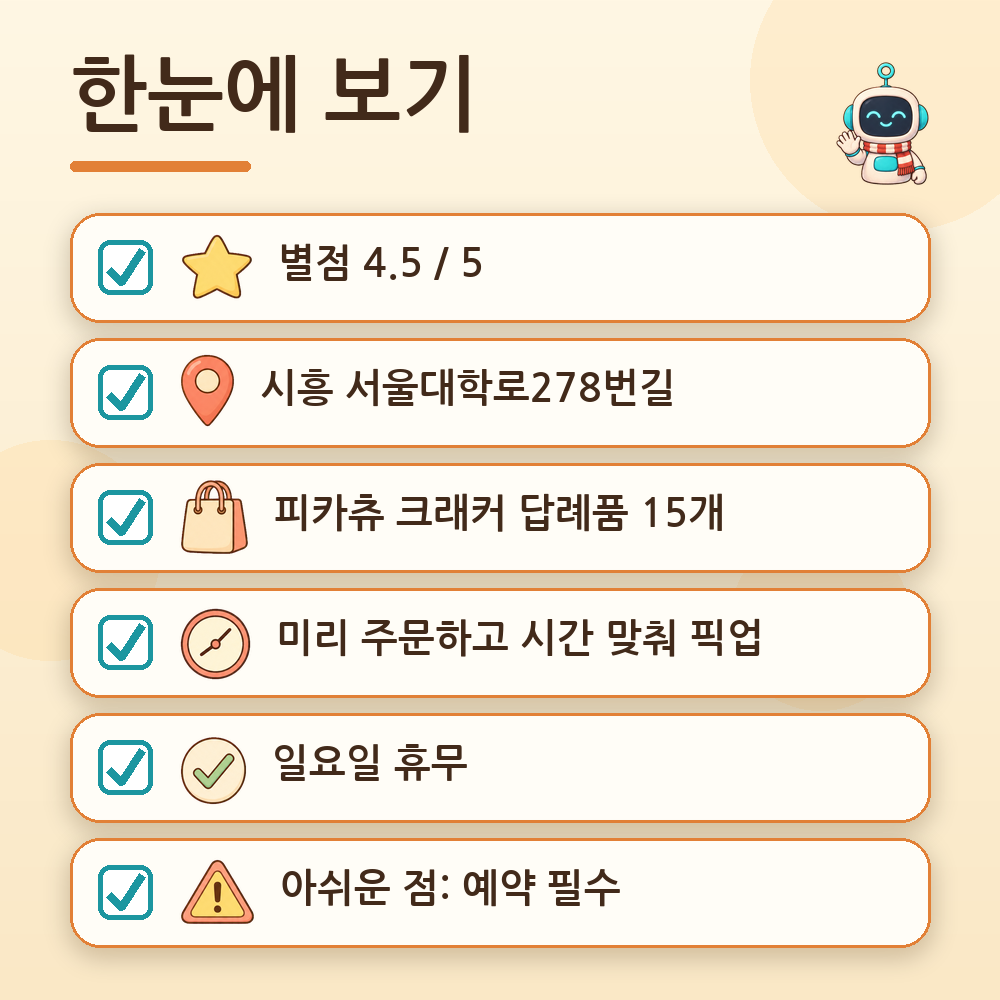 한눈에 보기
별점 4.5 / 5
시흥 서울대학로278번길
피카츄 크래커 답례품 15개
미리 주문하고 시간 맞춰 픽업
일요일 휴무
아쉬운 점: 예약 필수